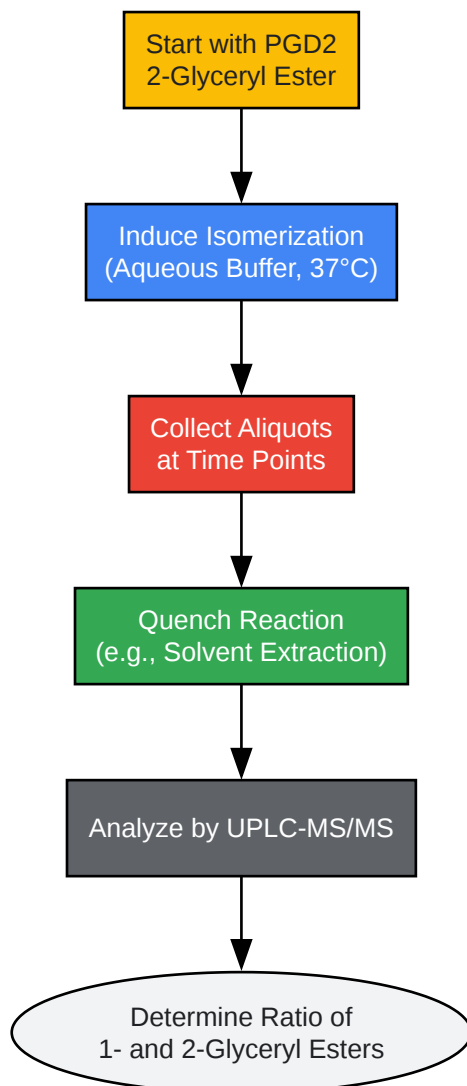 Start with PGD2
2-Glyceryl Ester
Induce Isomerization
(Aqueous Buffer, 37°C)
Collect Aliquots
at Time Points
Quench Reaction
(e.g., Solvent Extraction)
Analyze by UPLC-MS/MS
Determine Ratio of
1- and 2-Glyceryl Esters